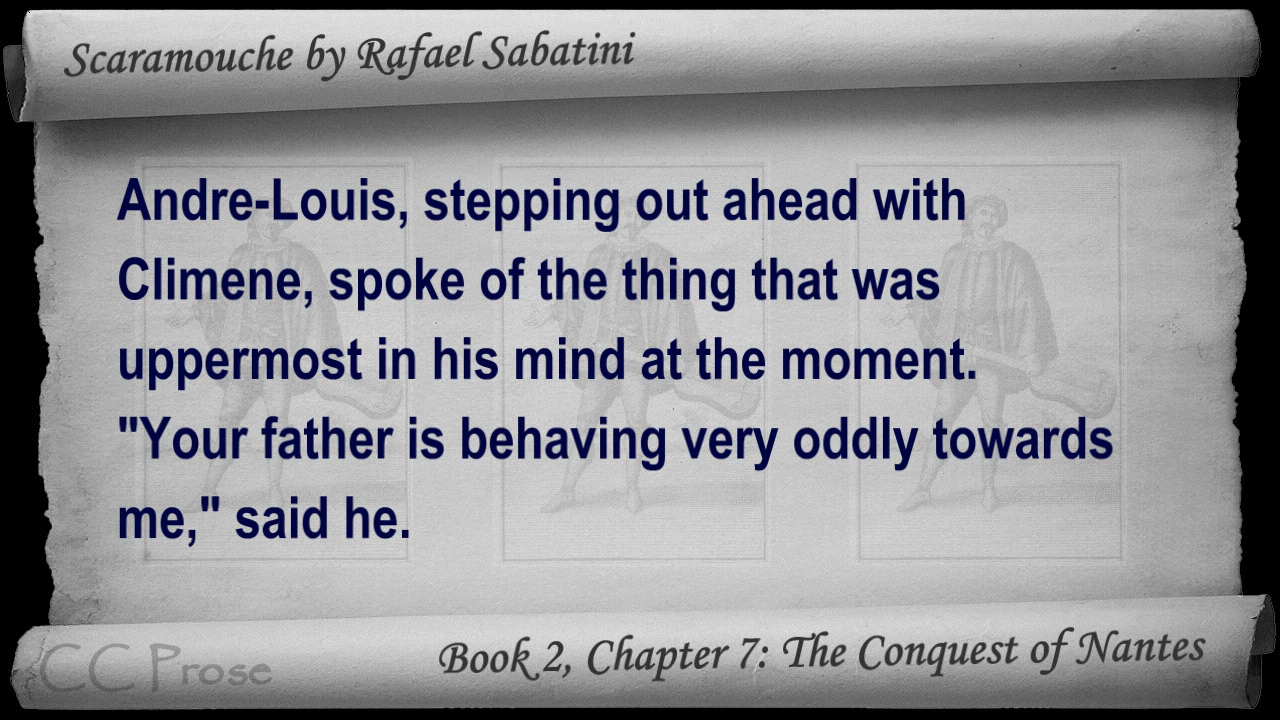 Scaramouche by Rafael Sabatini
Andre-Louis, stepping out ahead with
Climene, spoke of the thing that was
uppermost in his mind at the moment.
"Your father is behaving very oddly towards
me," said he.
CC Prose
Book 2, Chapter 7: The Conquest of Nantes